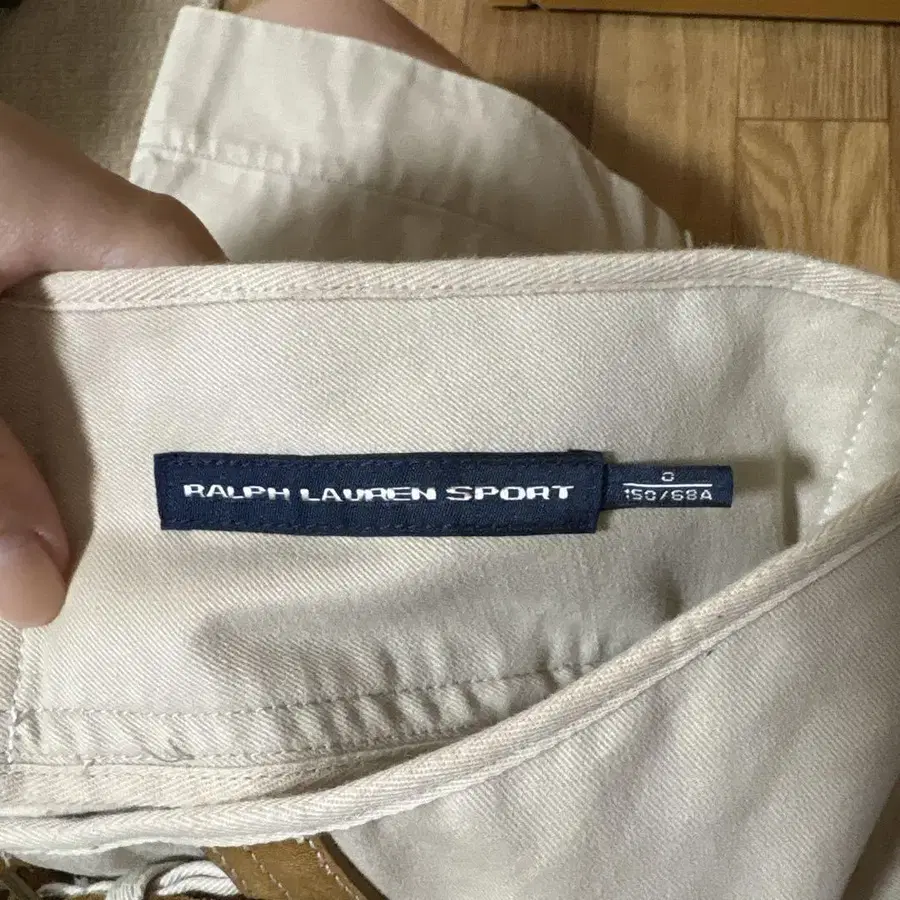 RALPH LAUREN SPORT
0
150/68A